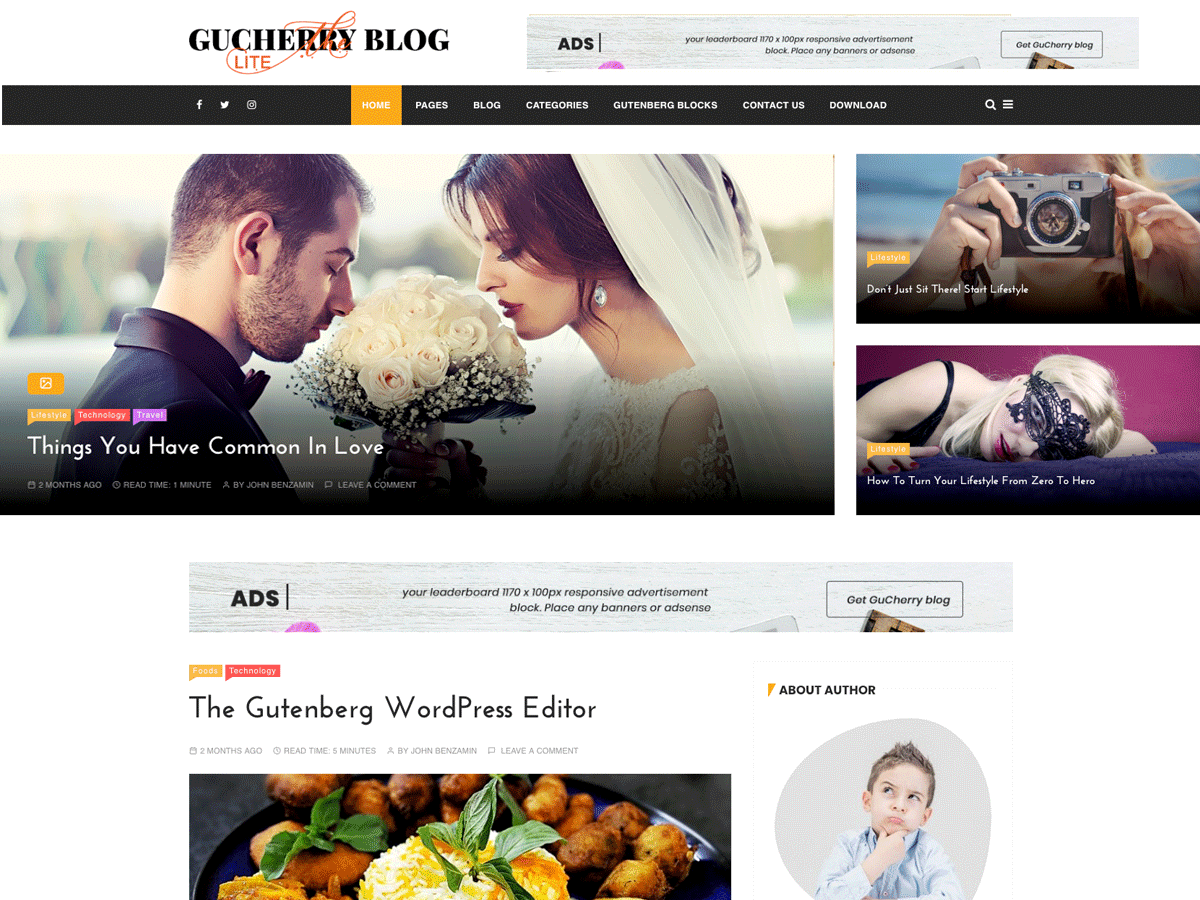 GUCHERRY BLOG
the
LITE
ADS
your leaderboard 1170 x 100px responsive advertisement
block. Place any banners or adsense
Get GuCherry blog
HOME PAGES BLOG CATEGORIES GUTENBERG BLOCKS CONTACT US DOWNLOAD
Lifestyle Technology Travel
Things You Have Common In Love
2 MONTHS AGO READ TIME: 1 MINUTE BY JOHN BENZAMIN LEAVE A COMMENT
Lifestyle
Don't Just Sit There! Start Lifestyle
Lifestyle
How To Turn Your Lifestyle From Zero To Hero
ADS
your leaderboard 1170 x 100px responsive advertisement
block. Place any banners or adsense
Get GuCherry blog
Foods Technology
The Gutenberg WordPress Editor
2 MONTHS AGO READ TIME: 5 MINUTES BY JOHN BENZAMIN LEAVE A COMMENT
ABOUT AUTHOR